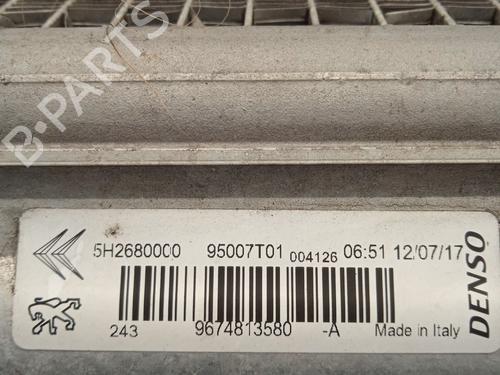 B-PARTS
5H2680000 95007T01 004126 06:51 12/07/17
243 9674813580 -A Made in Italy
DENSO